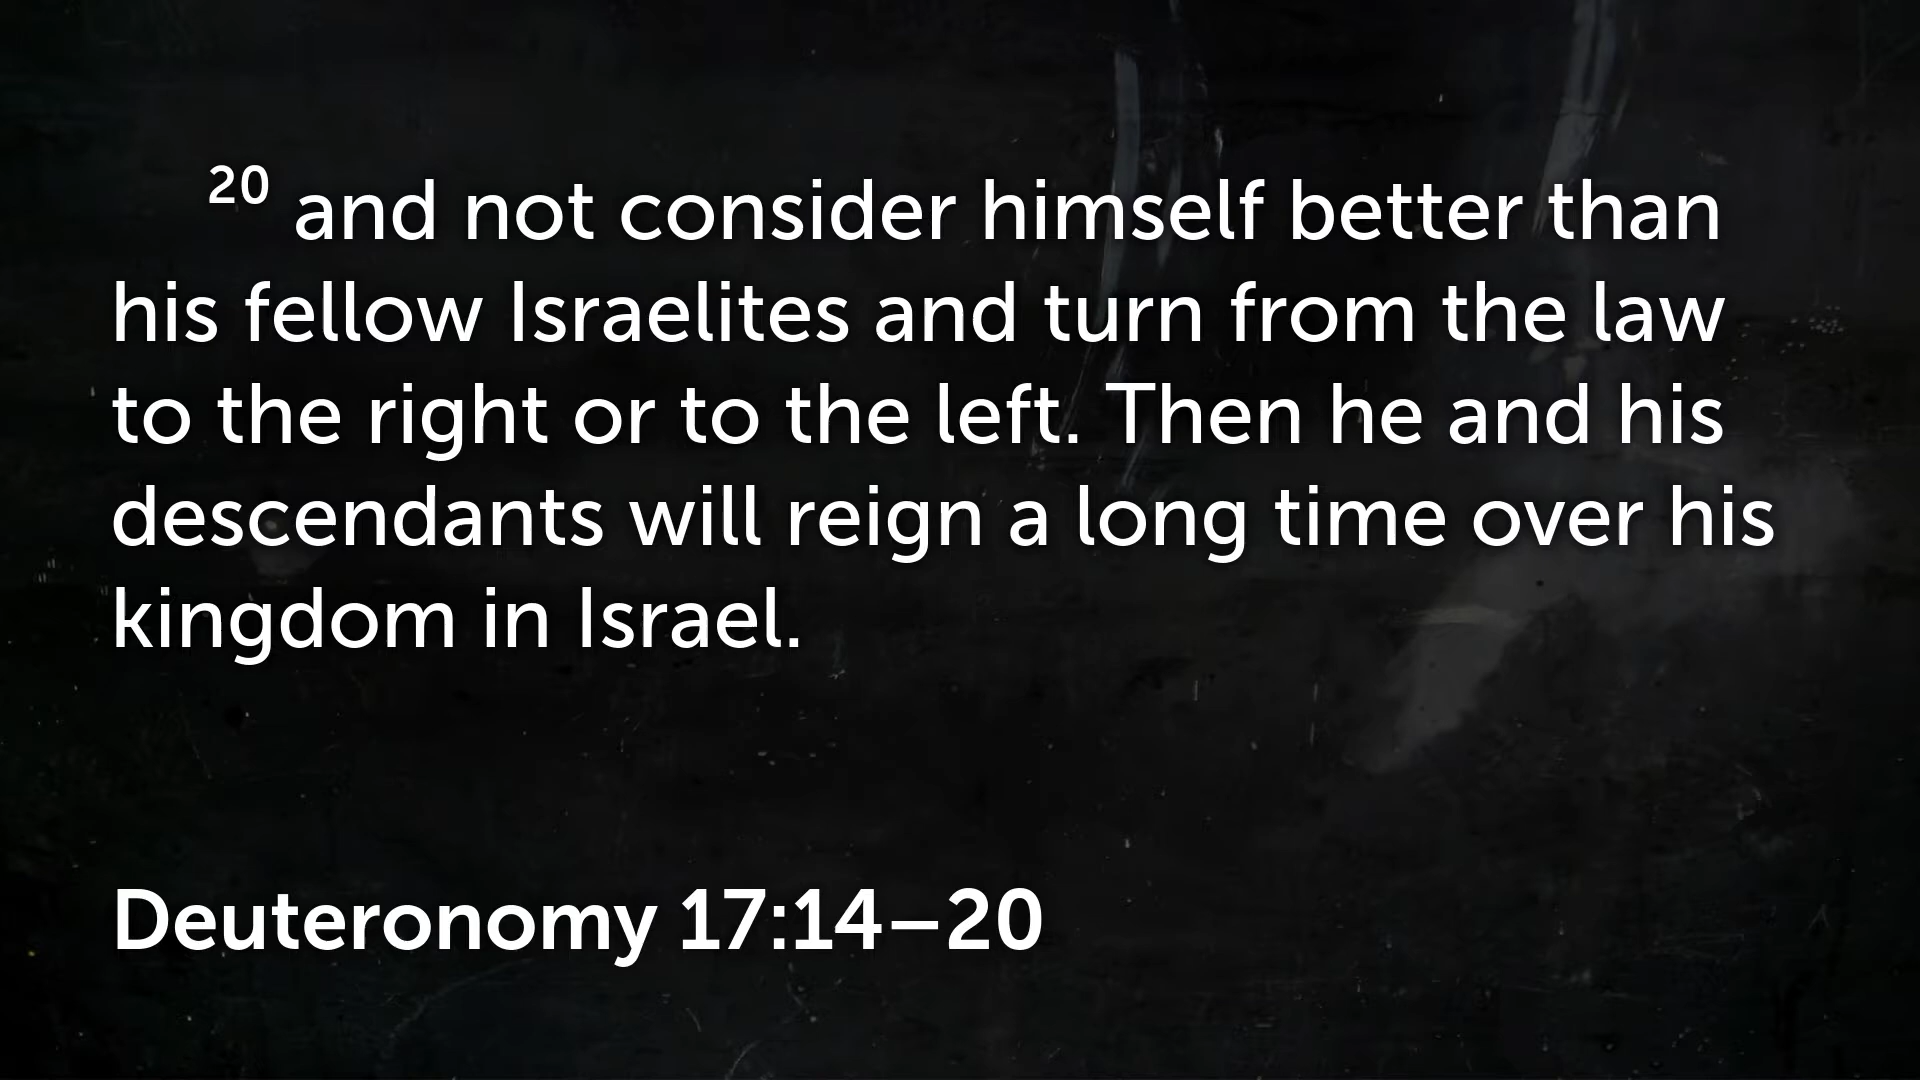 20 and not consider himself better than
his fellow Israelites and turn from the law
to the right or to the left. Then he and his
descendants will reign a long time over his
kingdom in Israel.
Deuteronomy 17:14–20